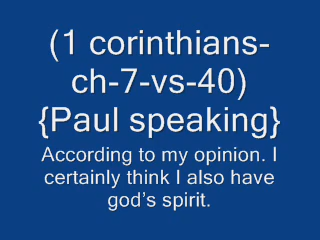 (1 corinthians-
ch-7-vs-40)
{Paul speaking}
According to my opinion. I
certainly think I also have
god's spirit.